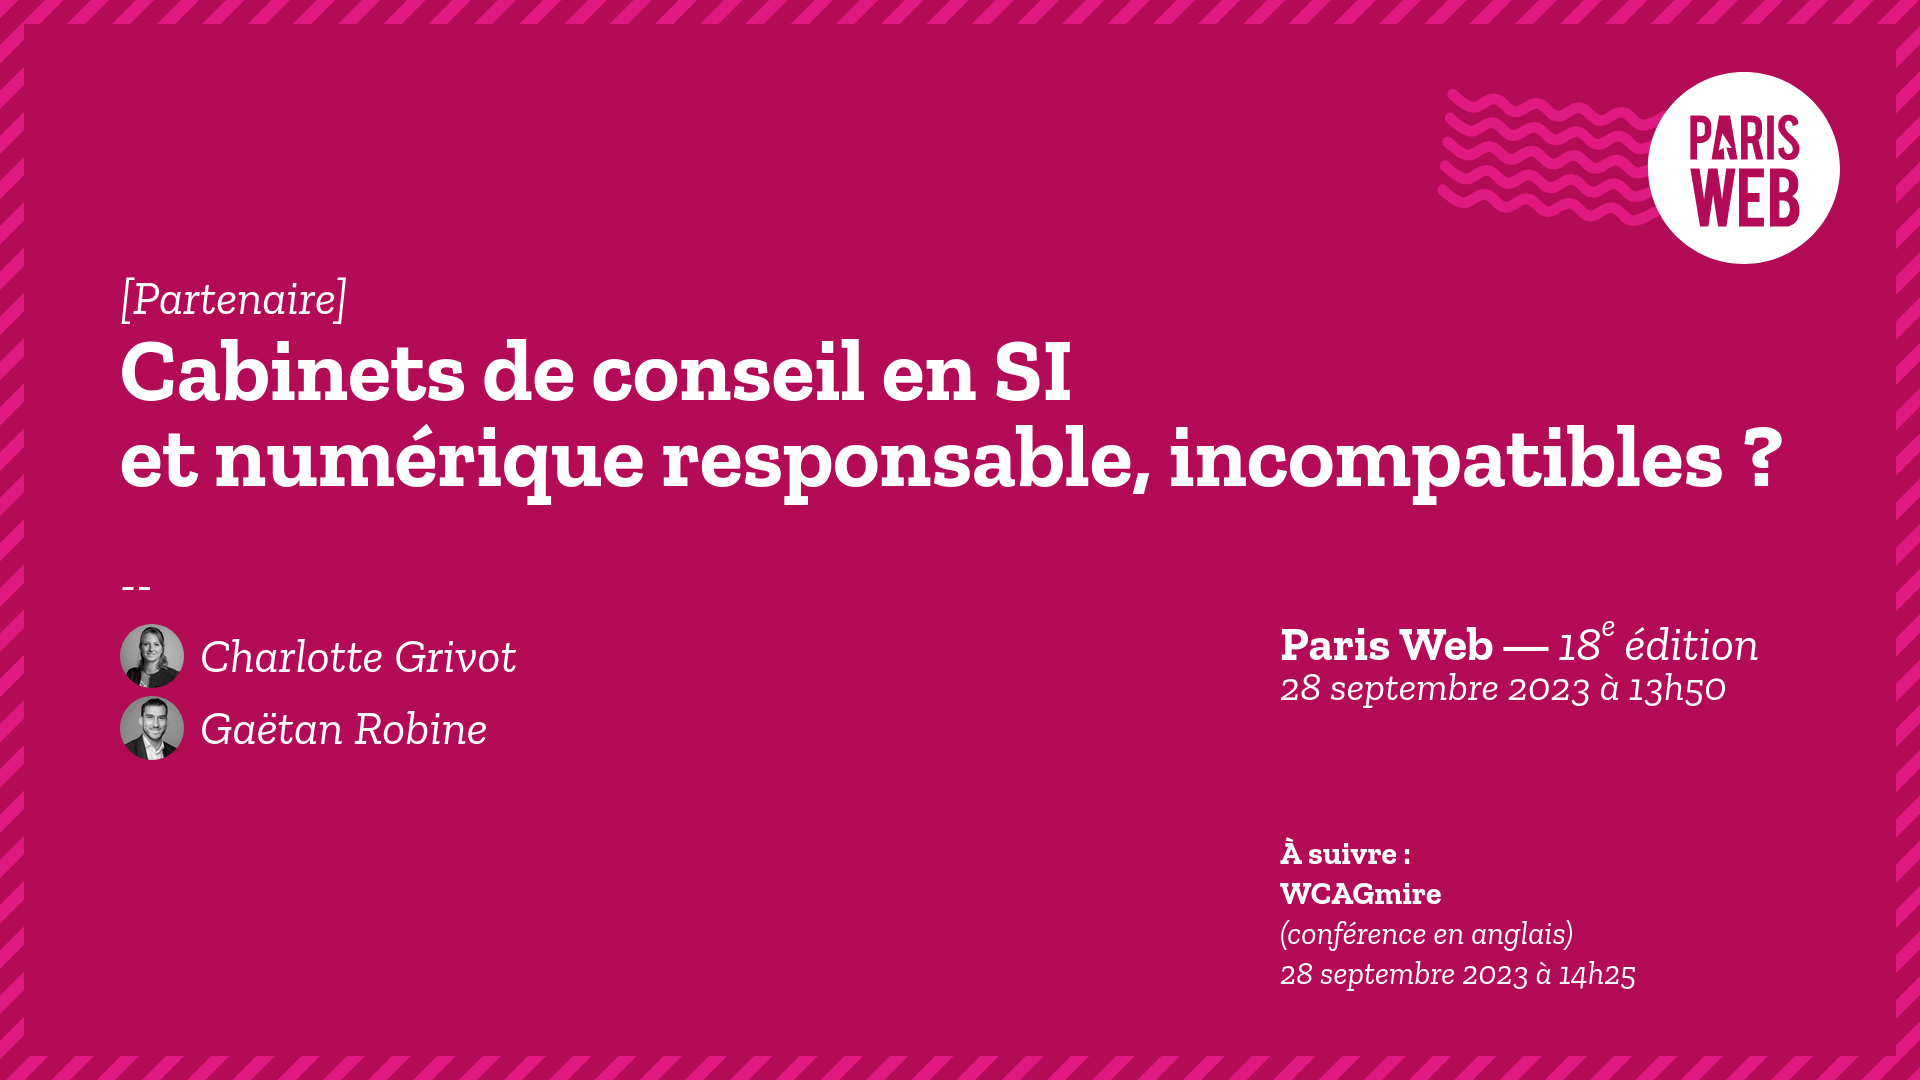 PARIS
WEB
[Partenaire]
Cabinets de conseil en SI
et numérique responsable, incompatibles ?
--
Charlotte Grivot
Gaëtan Robine
Paris Web — 18e édition
28 septembre 2023 à 13h50
À suivre :
WCAGmire
(conférence en anglais)
28 septembre 2023 à 14h25